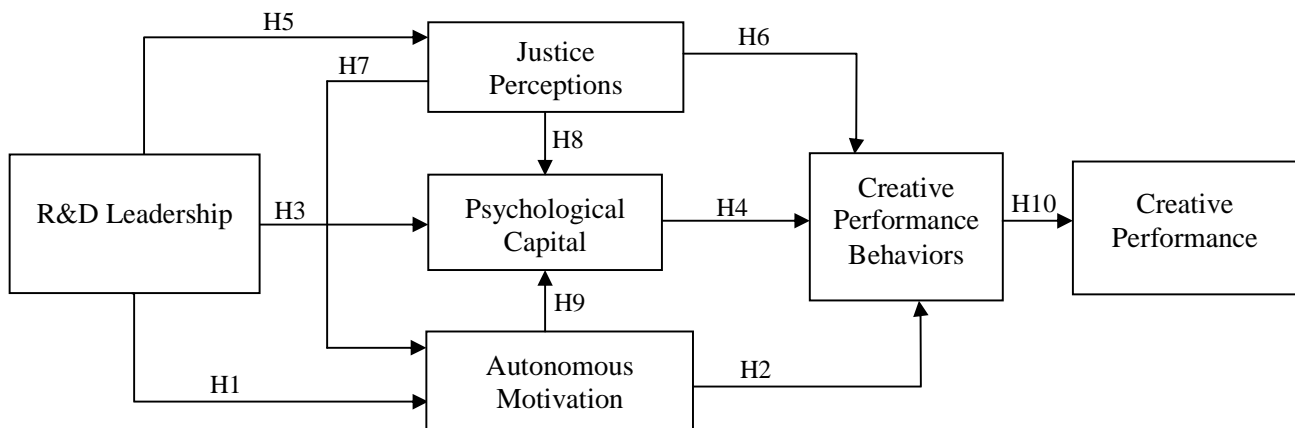 H5
Justice
Perceptions
H6
H7
H8
R&D Leadership
H3
Psychological
Capital
H4
Creative
Performance
Behaviors
H10
Creative
Performance
H9
H1
Autonomous
Motivation
H2